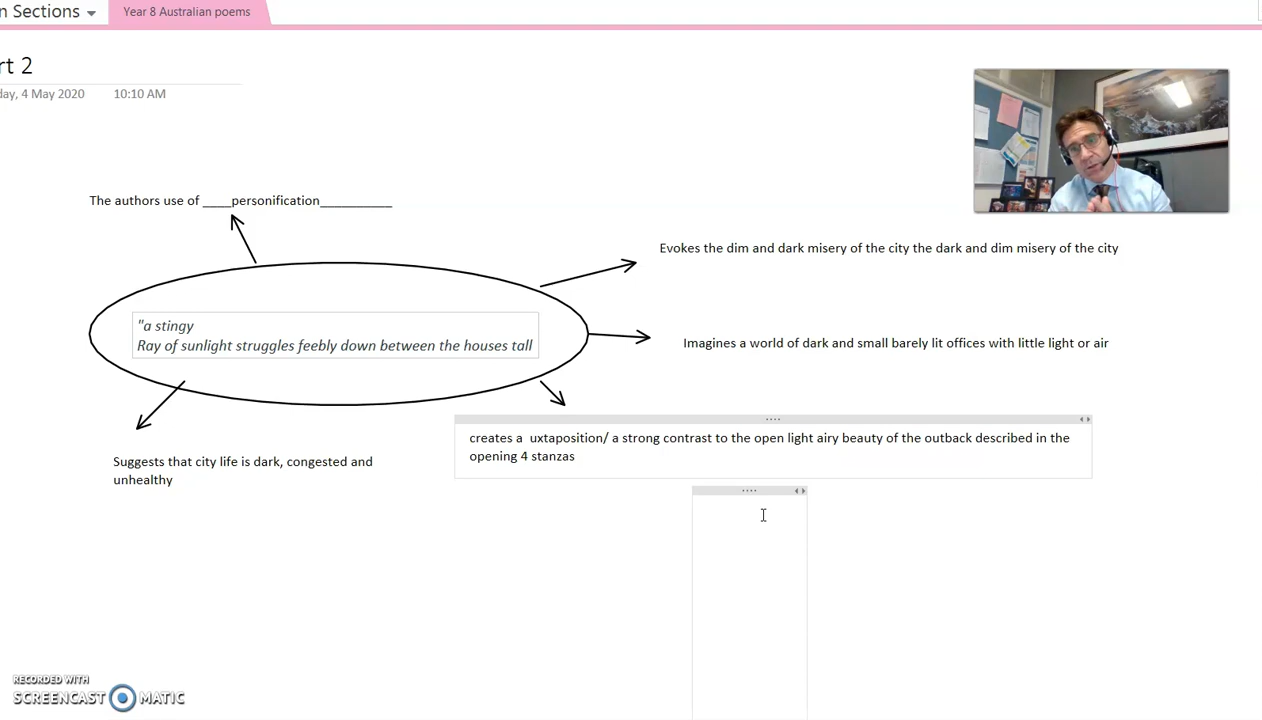 n Sections
Year 8 Australian poems
rt 2
day, 4 May 2020 10:10 AM
The authors use of ____personification__________
Evokes the dim and dark misery of the city the dark and dim misery of the city
"a stingy
Ray of sunlight struggles feebly down between the houses tall
Imagines a world of dark and small barely lit offices with little light or air
creates a uxtaposition/ a strong contrast to the open light airy beauty of the outback described in the
opening 4 stanzas
Suggests that city life is dark, congested and
unhealthy
RECORDED WITH
SCREENCAST MATIC